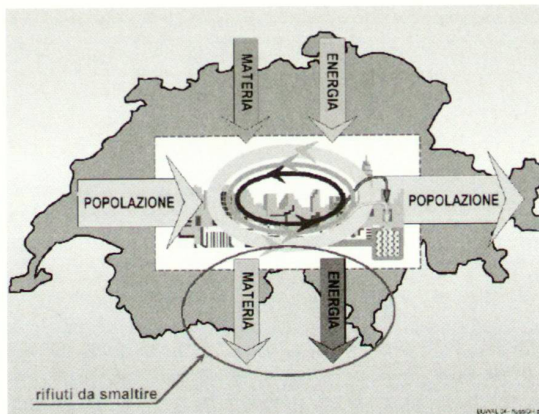 MATERIA
ENERGIA
POPOLAZIONE
POPOLAZIONE
MATERIA
ENERGIA
rifiuti da smaltire